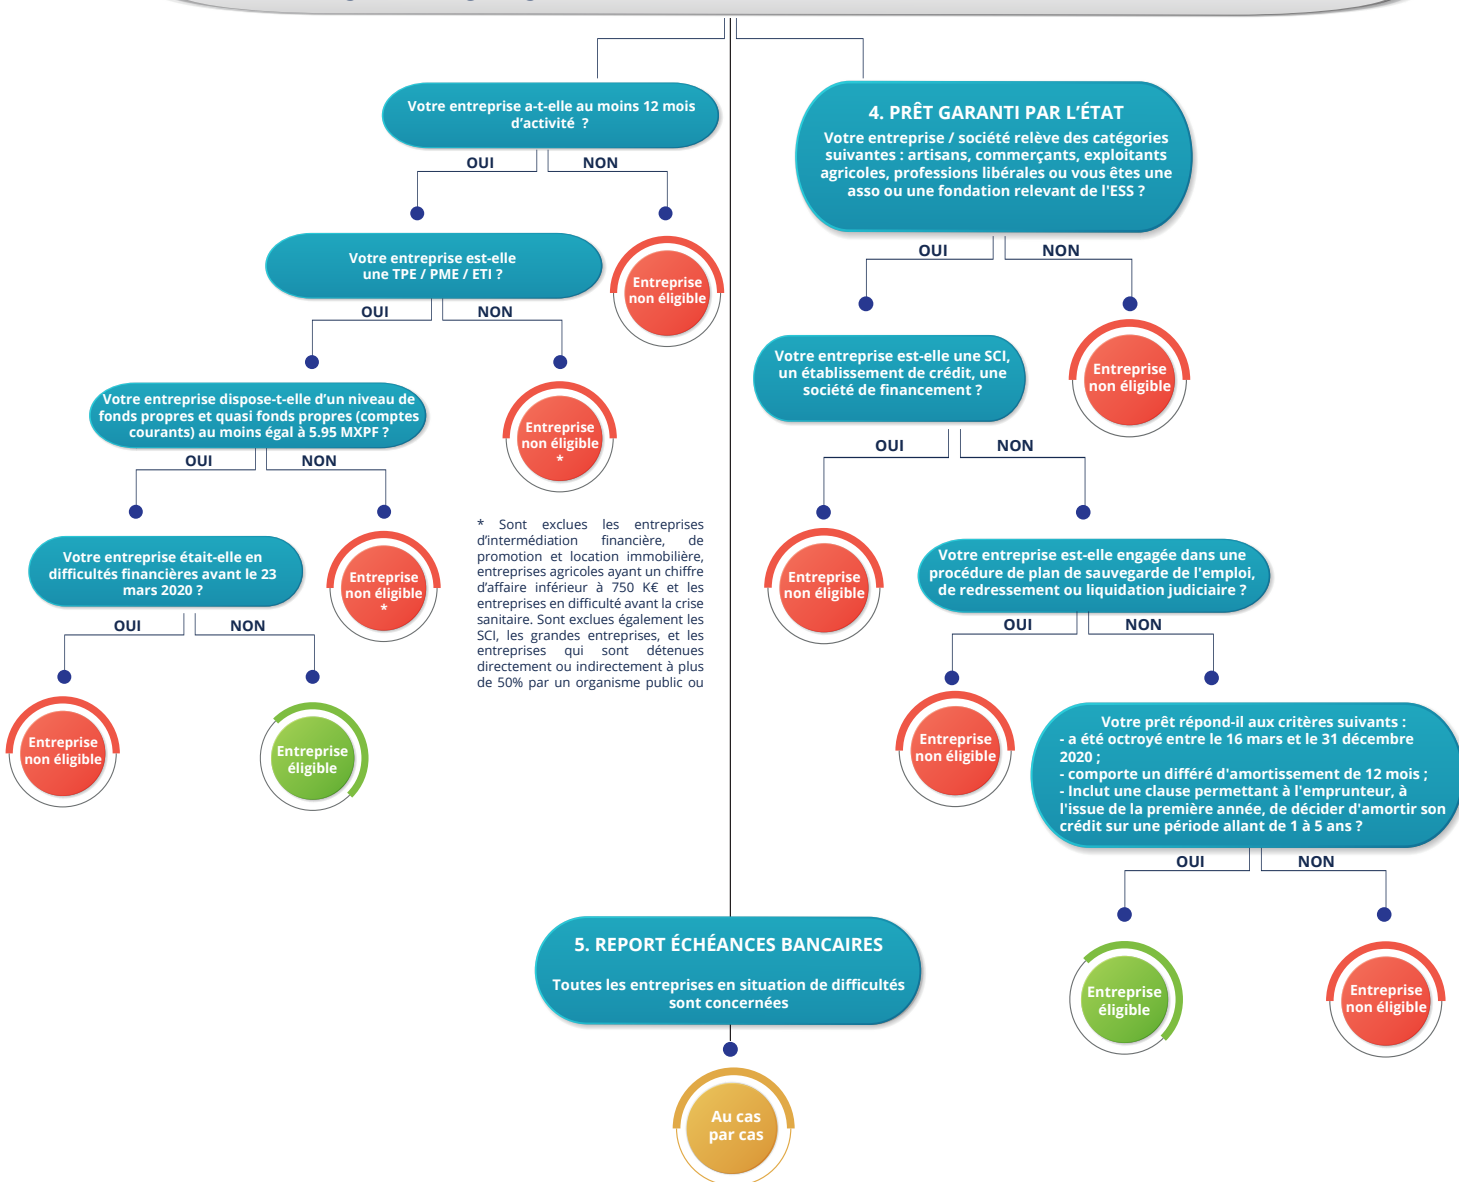 Votre entreprise a-t-elle au moins 12 mois
d'activité ?
OUI
NON
Votre entreprise est-elle
une TPE / PME / ETI ?
Entreprise
non éligible
OUI
NON
Votre entreprise dispose-t-elle d'un niveau de
fonds propres et quasi fonds propres (comptes
courants) au moins égal à 5.95 MXPF ?
Entreprise
non éligible
*
OUI
NON
Votre entreprise était-elle en
difficultés financières avant le 23
mars 2020 ?
Entreprise
non éligible
*
OUI
NON
Entreprise
non éligible
Entreprise
éligible
* Sont exclues les entreprises
d'intermédiation financière, de
promotion et location immobilière,
entreprises agricoles ayant un chiffre
d'affaire inférieur à 750 K€ et les
entreprises en difficulté avant la crise
sanitaire. Sont exclues également les
SCI, les grandes entreprises, et les
entreprises qui sont détenues
directement ou indirectement à plus
de 50% par un organisme public ou
4. PRÊT GARANTI PAR L'ÉTAT
Votre entreprise / société relève des catégories
suivantes : artisans, commerçants, exploitants
agricoles, professions libérales ou vous êtes une
asso ou une fondation relevant de l'ESS ?
OUI
NON
Votre entreprise est-elle une SCI,
un établissement de crédit, une
société de financement ?
Entreprise
non éligible
OUI
NON
Entreprise
non éligible
Votre entreprise est-elle engagée dans une
procédure de plan de sauvegarde de l'emploi,
de redressement ou liquidation judiciaire ?
OUI
NON
Entreprise
non éligible
Votre prêt répond-il aux critères suivants :
- a été octroyé entre le 16 mars et le 31 décembre
2020 ;
- comporte un différé d'amortissement de 12 mois ;
- Inclut une clause permettant à l'emprunteur, à
l'issue de la première année, de décider d'amortir son
crédit sur une période allant de 1 à 5 ans ?
OUI
NON
Entreprise
éligible
Entreprise
non éligible
5. REPORT ÉCHÉANCES BANCAIRES
Toutes les entreprises en situation de difficultés
sont concernées
Au cas
par cas